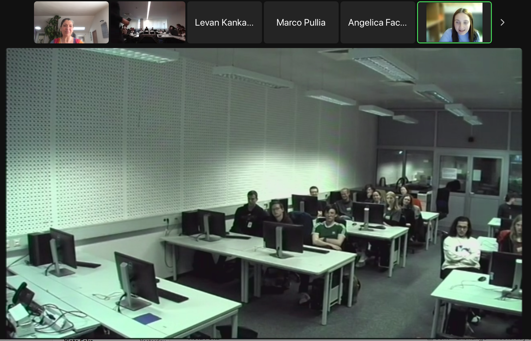 Levan Kanka...
Marco Pullia
Angelica Fac...